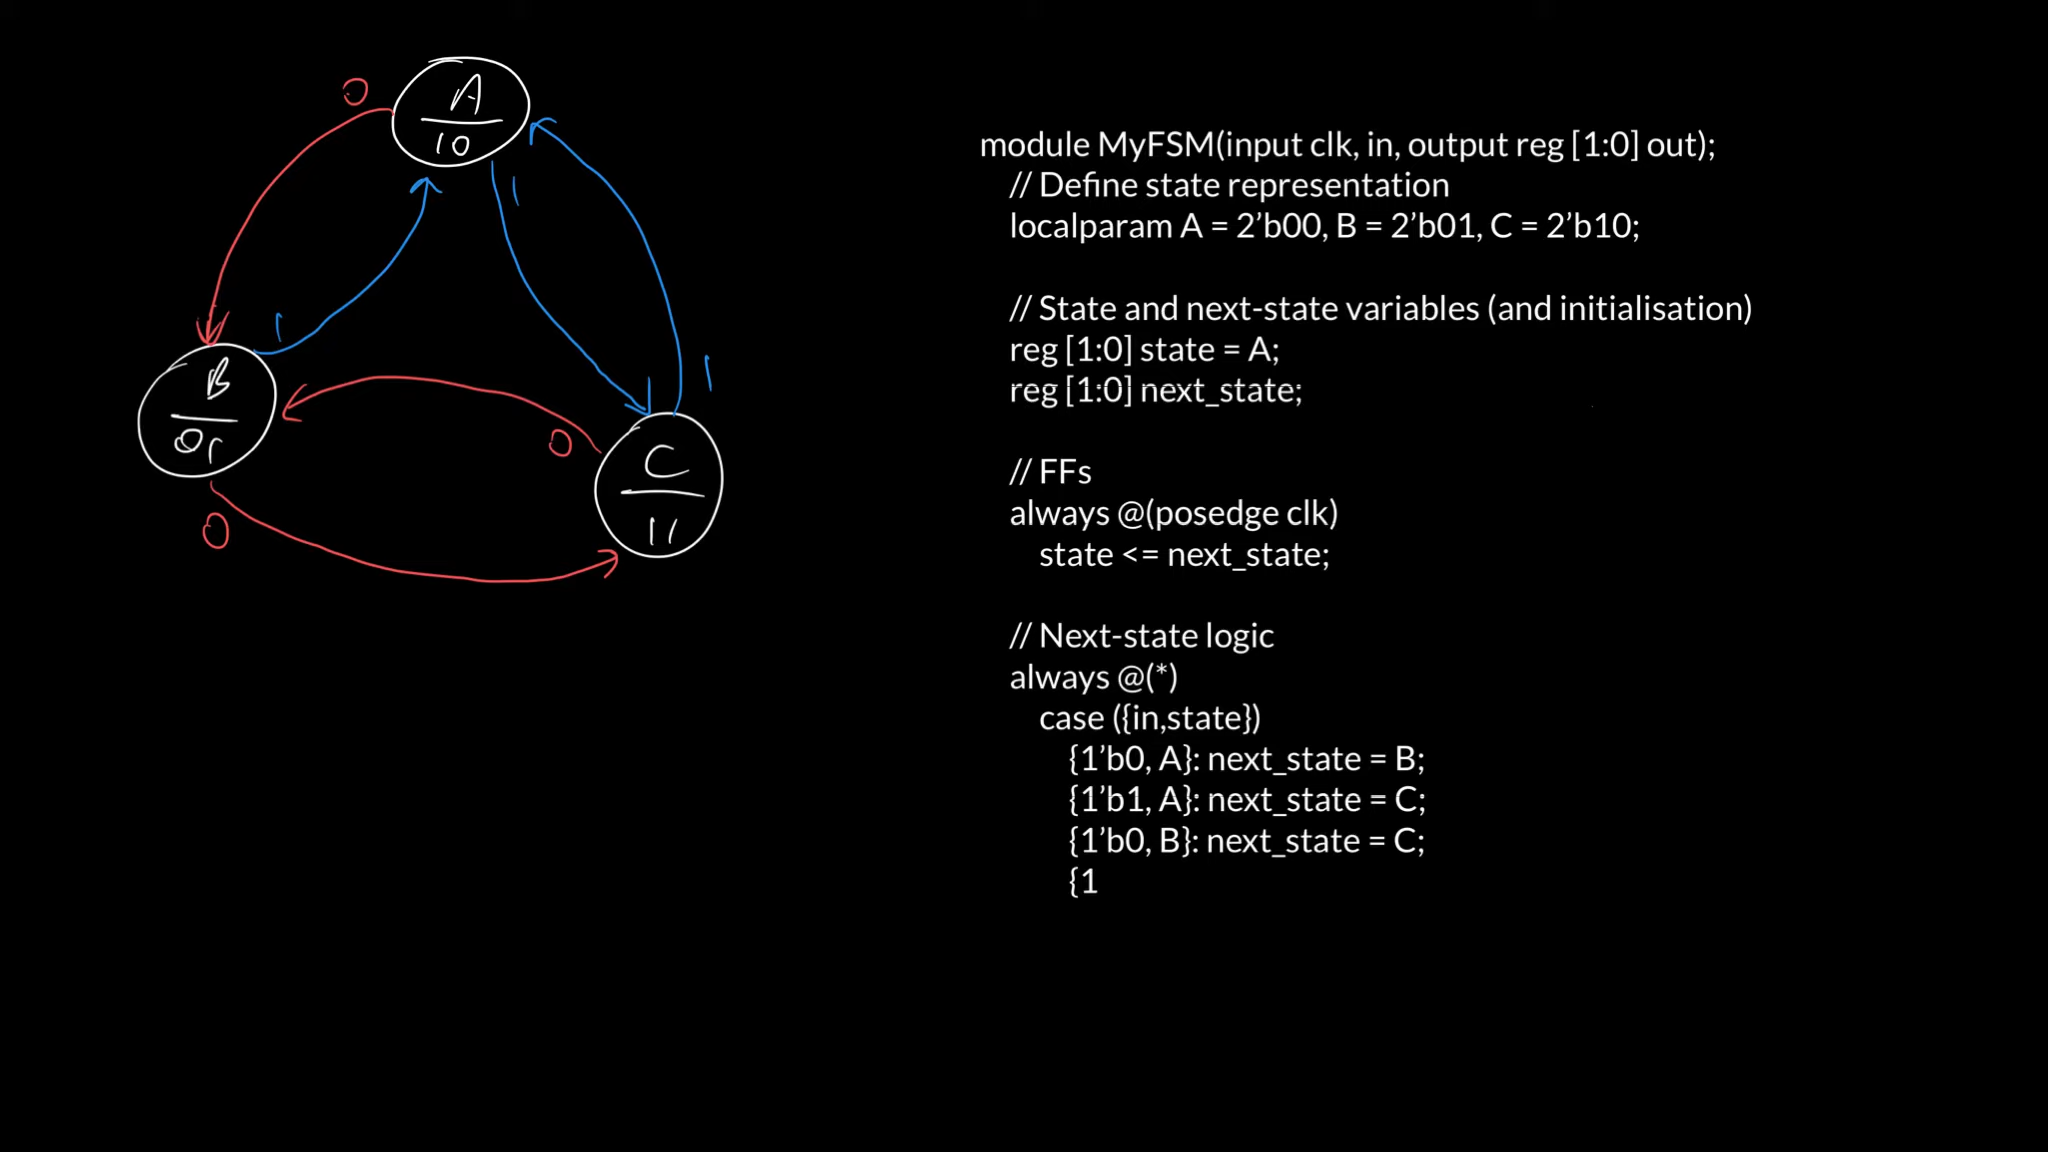 0
A
10
1
1
B
01
0
1
0
C
11
module MyFSM(input clk, in, output reg [1:0] out);
// Define state representation
localparam A = 2’b00, B = 2’b01, C = 2’b10;
// State and next-state variables (and initialisation)
reg [1:0] state = A;
reg [1:0] next_state;
// FFs
always @(posedge clk)
state <= next_state;
// Next-state logic
always @(*)
case ({in,state})
{1’b0, A}: next_state = B;
{1’b1, A}: next_state = C;
{1’b0, B}: next_state = C;
{1